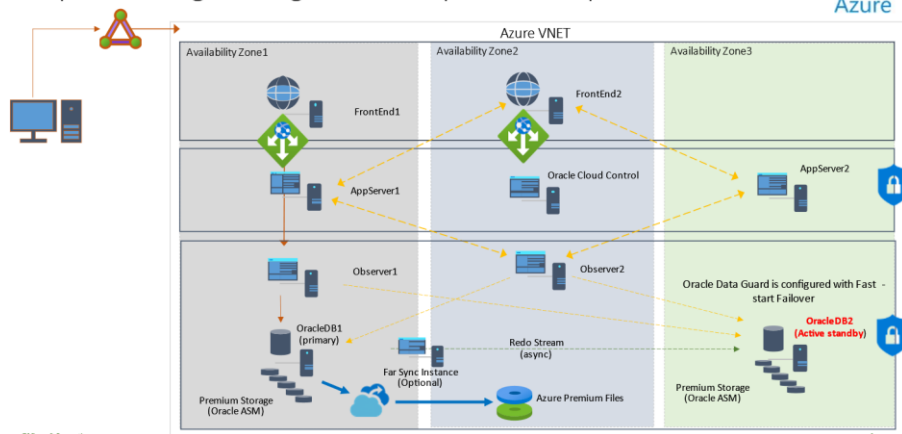 Azure
Azure VNET
Availability Zone1
Availability Zone2
Availability Zone3
FrontEnd1
FrontEnd2
AppServer1
Oracle Cloud Control
AppServer2
Observer1
Observer2
Oracle Data Guard is configured with Fast -
start Failover
OracleDB1
(primary)
OracleDB2
(Active standby)
Redo Stream
(async)
Far Sync Instance
(Optional)
Premium Storage
(Oracle ASM)
Azure Premium Files
Premium Storage
(Oracle ASM)